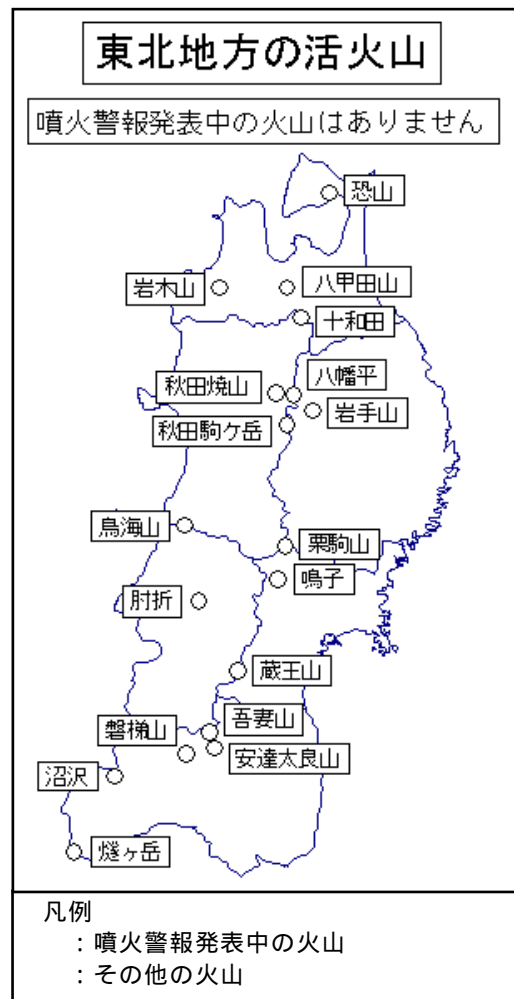 東北地方の活火山
噴火警報発表中の火山はありません
恐山
岩木山
八甲田山
十和田
八幡平
秋田焼山
岩手山
秋田駒ケ岳
鳥海山
栗駒山
鳴子
肘折
蔵王山
吾妻山
磐梯山
安達太良山
沼沢
燧ヶ岳
凡例
：噴火警報発表中の火山
：その他の火山